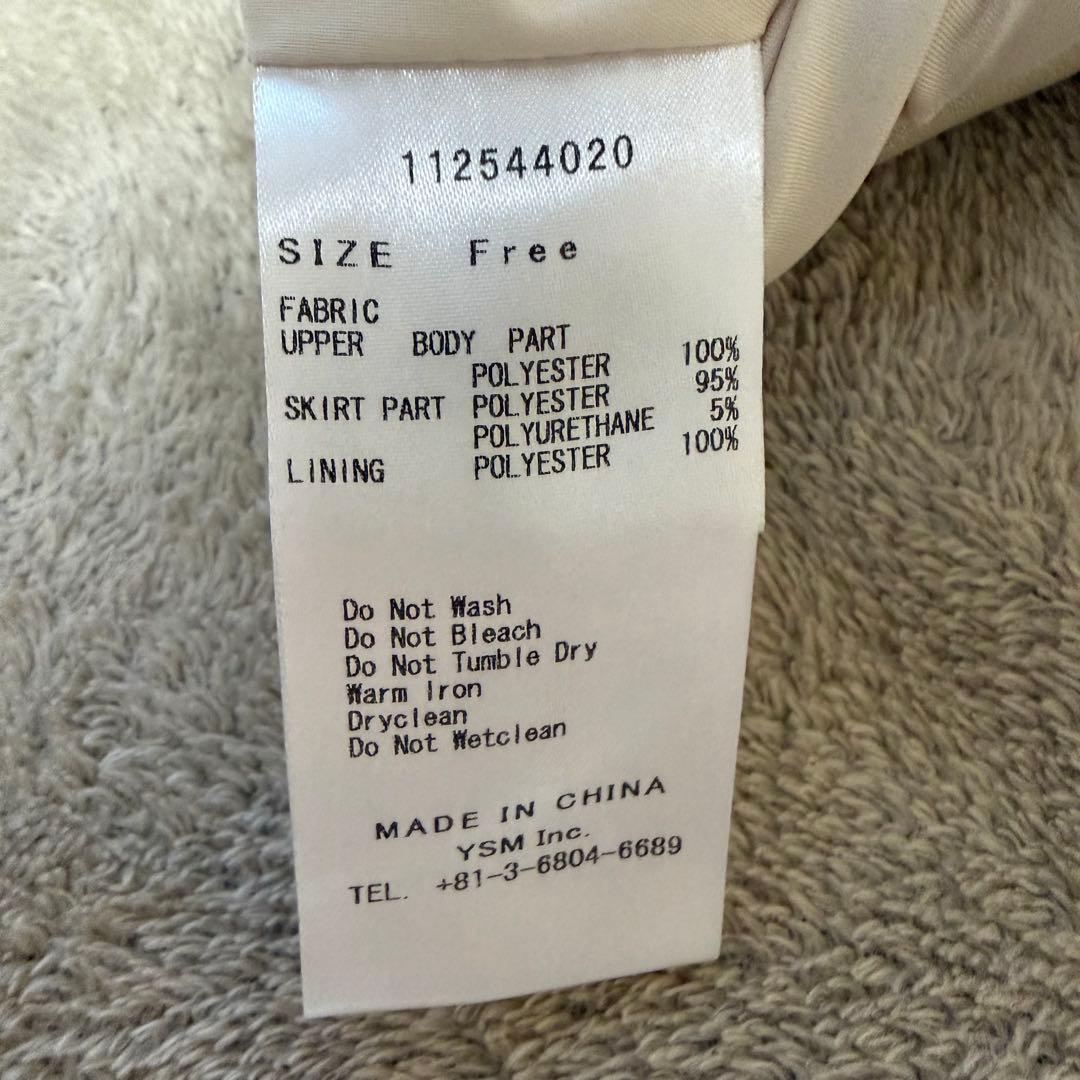 112544020
SIZE Free
FABRIC
UPPER BODY PART
POLYESTER 100%
SKIRT PART POLYESTER 95%
POLYURETHANE 5%
LINING POLYESTER 100%
Do Not Wash
Do Not Bleach
Do Not Tumble Dry
Warm Iron
Dryclean
Do Not Wetclean
MADE IN CHINA
YSM Inc.
TEL. +81-3-6804-6689